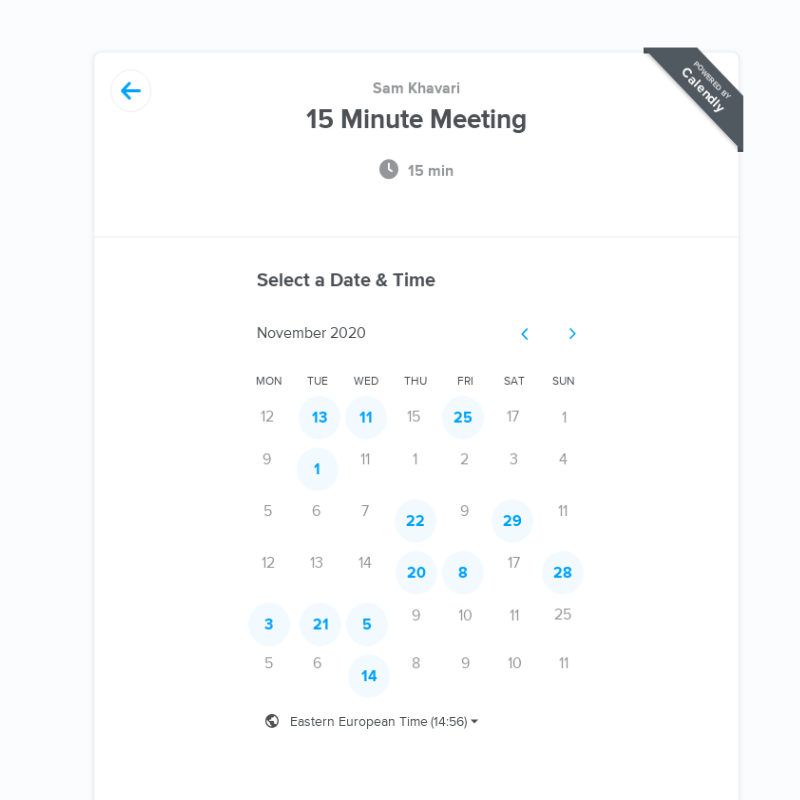 POWERED BY
Calendly
Sam Khavari
15 Minute Meeting
15 min
Select a Date & Time
November 2020
MON TUE WED THU FRI SAT SUN
12 13 11 15 25 17 1
9 1 11 1 2 3 4
5 6 7 22 9 29 11
12 13 14 20 8 17 28
3 21 5 9 10 11 25
5 6 14 8 9 10 11
Eastern European Time (14:56)